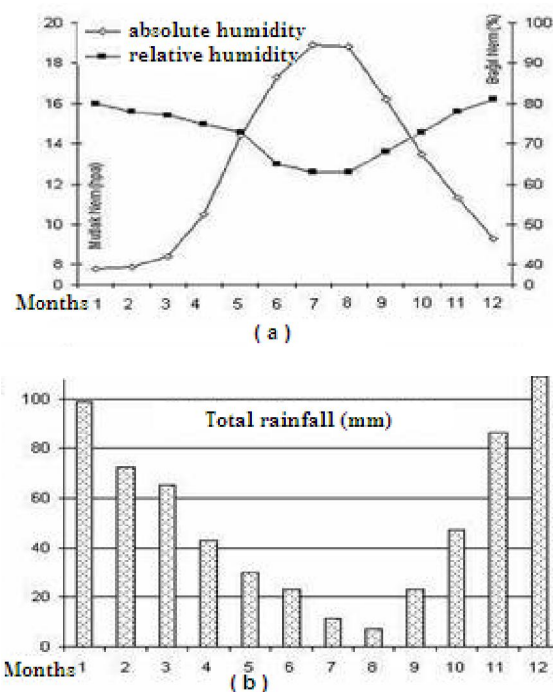 absolute humidity
relative humidity
20
18
16
14
12
10
8
0
Mutlak Nem (hpa)
100
90
80
70
60
50
40
0
Bağıl Nem (%)
Months 1 2 3 4 5 6 7 8 9 10 11 12
( a )
Total rainfall (mm)
100
80
60
40
20
0
Months 1 2 3 4 5 6 7 8 9 10 11 12
( b )